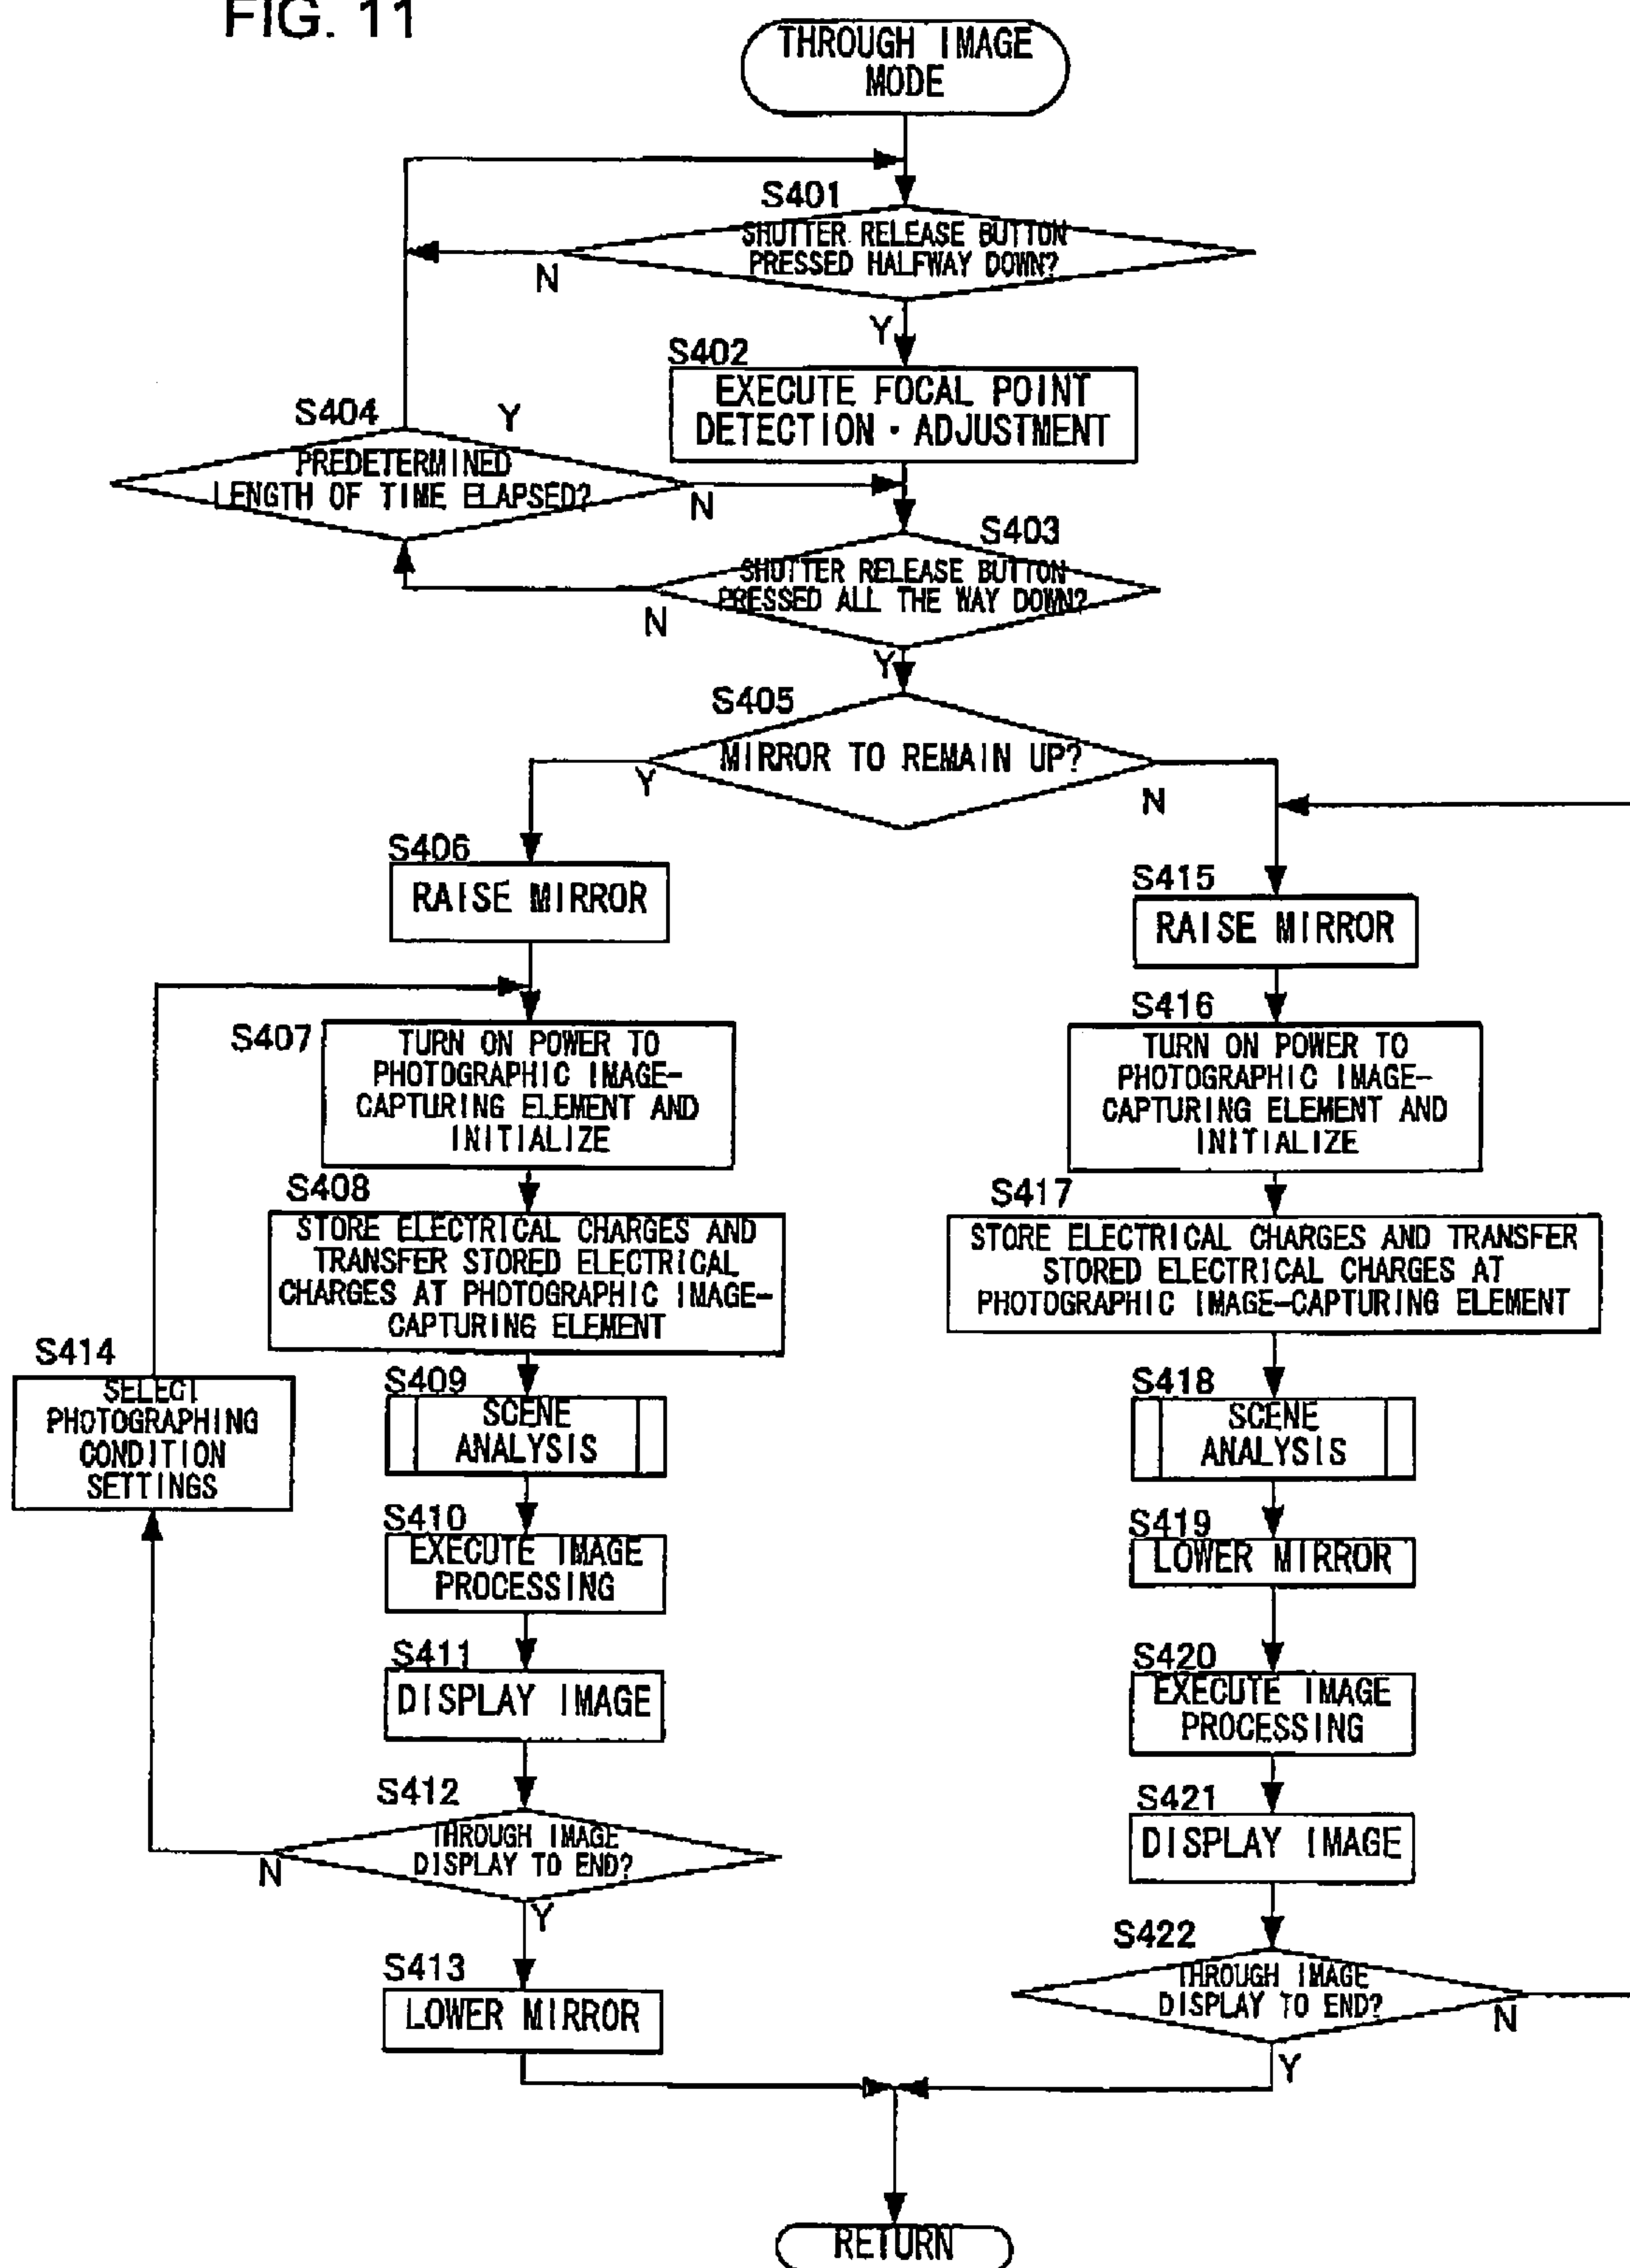 FIG. 11
THROUGH IMAGE
MODE
S401
SHUTTER RELEASE BUTTON
PRESSED HALFWAY DOWN?
N
Y
S402
EXECUTE FOCAL POINT
DETECTION · ADJUSTMENT
S404
Y
PREDETERMINED
LENGTH OF TIME ELAPSED?
N
S403
SHUTTER RELEASE BUTTON
PRESSED ALL THE WAY DOWN?
N
Y
S405
MIRROR TO REMAIN UP?
Y
N
S406
RAISE MIRROR
S407
TURN ON POWER TO
PHOTOGRAPHIC IMAGE-
CAPTURING ELEMENT AND
INITIALIZE
S408
STORE ELECTRICAL CHARGES AND
TRANSFER STORED ELECTRICAL
CHARGES AT PHOTOGRAPHIC IMAGE-
CAPTURING ELEMENT
S409
SCENE
ANALYSIS
S410
EXECUTE IMAGE
PROCESSING
S411
DISPLAY IMAGE
S412
THROUGH IMAGE
DISPLAY TO END?
N
Y
S413
LOWER MIRROR
S414
SELECT
PHOTOGRAPHING
CONDITION
SETTINGS
S415
RAISE MIRROR
S416
TURN ON POWER TO
PHOTOGRAPHIC IMAGE-
CAPTURING ELEMENT AND
INITIALIZE
S417
STORE ELECTRICAL CHARGES AND TRANSFER
STORED ELECTRICAL CHARGES AT
PHOTOGRAPHIC IMAGE-CAPTURING ELEMENT
S418
SCENE
ANALYSIS
S419
LOWER MIRROR
S420
EXECUTE IMAGE
PROCESSING
S421
DISPLAY IMAGE
S422
THROUGH IMAGE
DISPLAY TO END?
N
Y
RETURN